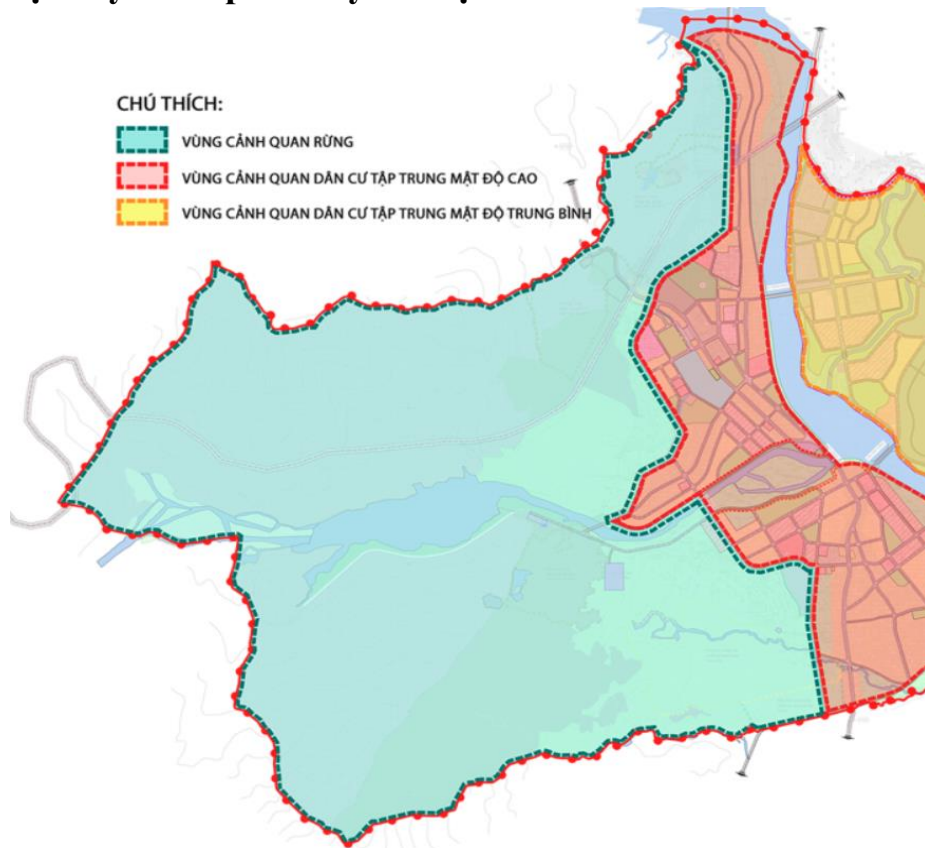 CHÚ THÍCH:
VÙNG CẢNH QUAN RỪNG
VÙNG CẢNH QUAN DÂN CƯ TẬP TRUNG MẬT ĐỘ CAO
VÙNG CẢNH QUAN DÂN CƯ TẬP TRUNG MẬT ĐỘ TRUNG BÌNH